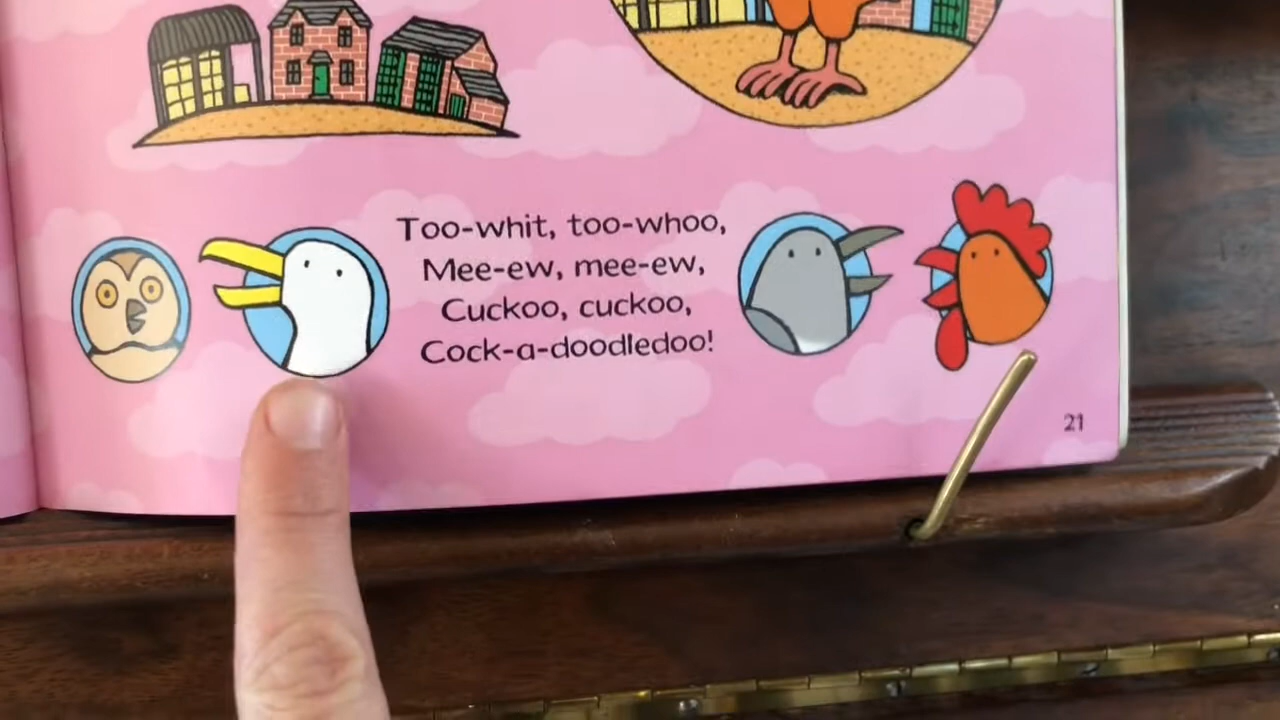 Too-whit, too-whoo,
Mee-ew, mee-ew,
Cuckoo, cuckoo,
Cock-a-doodledoo!
21